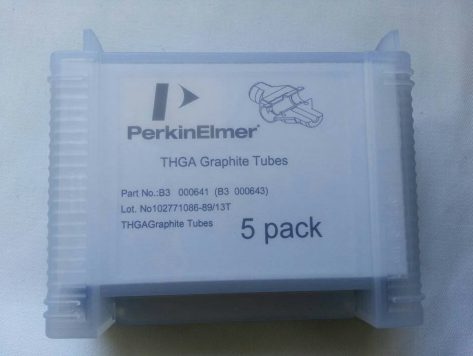 PerkinElmer
THGA Graphite Tubes
Part No.:B3 000641 (B3 000643)
Lot. No102771086-89/13T
THGAGraphite Tubes
5 pack